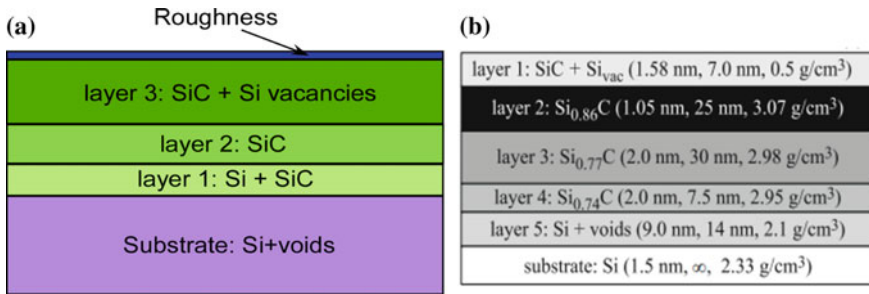 (a)
Roughness
layer 3: SiC + Si vacancies
layer 2: SiC
layer 1: Si + SiC
Substrate: Si+voids
(b)
layer 1: SiC + Si_vac (1.58 nm, 7.0 nm, 0.5 g/cm³)
layer 2: Si₀.₈₆C (1.05 nm, 25 nm, 3.07 g/cm³)
layer 3: Si₀.₇₇C (2.0 nm, 30 nm, 2.98 g/cm³)
layer 4: Si₀.₇₄C (2.0 nm, 7.5 nm, 2.95 g/cm³)
layer 5: Si + voids (9.0 nm, 14 nm, 2.1 g/cm³)
substrate: Si (1.5 nm, ∞, 2.33 g/cm³)